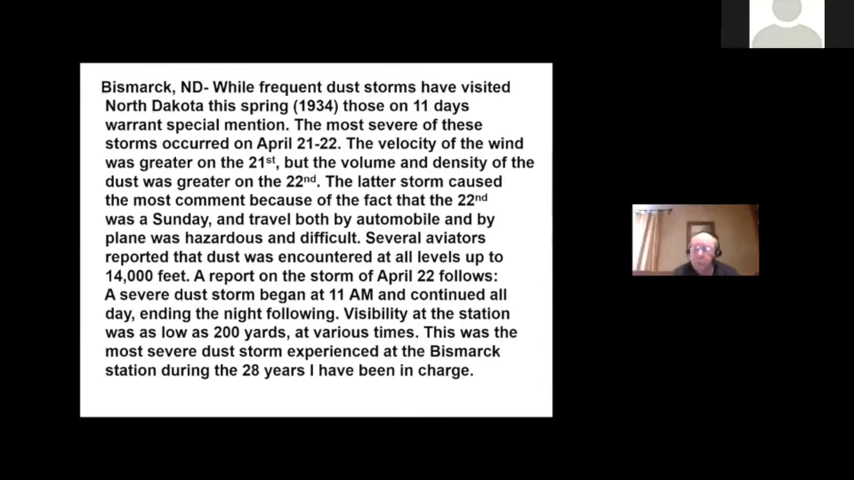 Bismarck, ND- While frequent dust storms have visited
North Dakota this spring (1934) those on 11 days
warrant special mention. The most severe of these
storms occurred on April 21-22. The velocity of the wind
was greater on the 21st, but the volume and density of the
dust was greater on the 22nd. The latter storm caused
the most comment because of the fact that the 22nd
was a Sunday, and travel both by automobile and by
plane was hazardous and difficult. Several aviators
reported that dust was encountered at all levels up to
14,000 feet. A report on the storm of April 22 follows:
A severe dust storm began at 11 AM and continued all
day, ending the night following. Visibility at the station
was as low as 200 yards, at various times. This was the
most severe dust storm experienced at the Bismarck
station during the 28 years I have been in charge.